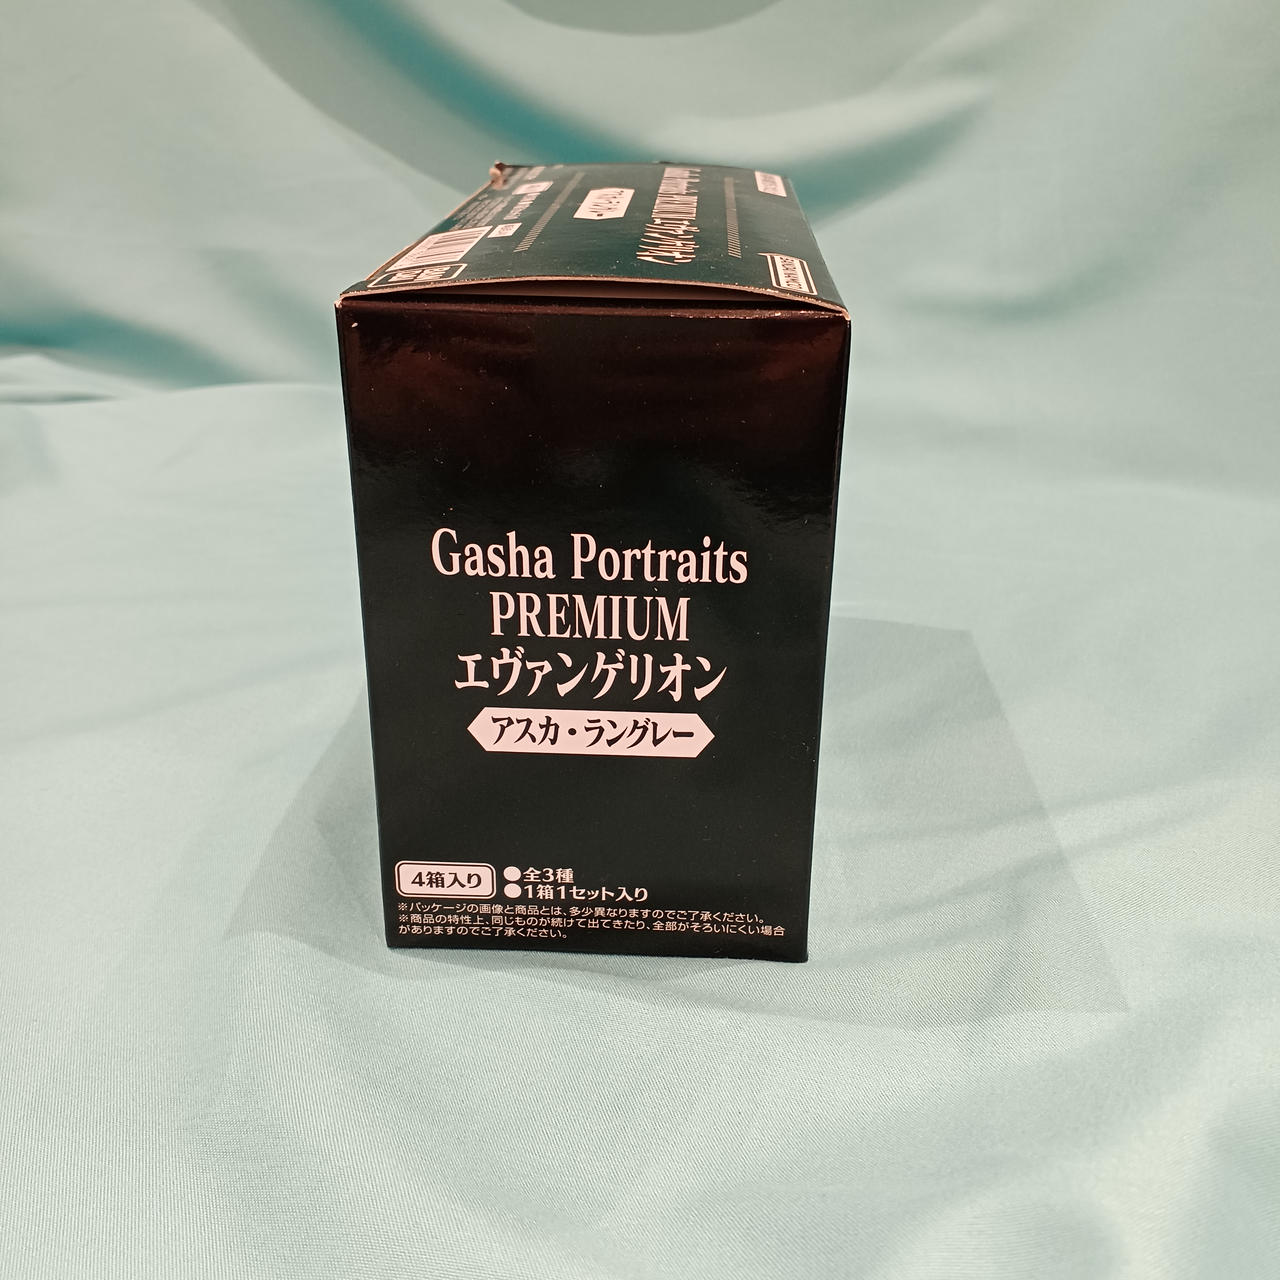 Gasha Portraits
PREMIUM
エヴァンゲリオン
アスカ・ラングレー
4箱入り
●全3種
●1箱1セット入り
※パッケージの画像と商品とは、多少異なりますのでご了承ください。
※商品の特性上、同じものが続けて出てきたり、全部がそろいにくい場合
がありますのでご了承ください。